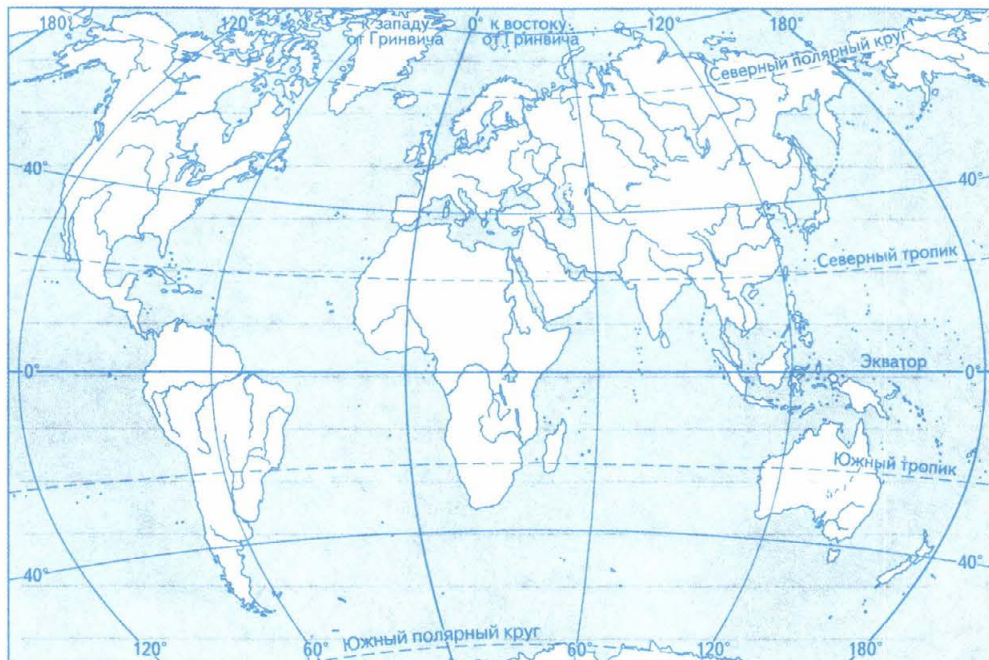 180°
120°
к западу
от Гринвича
0°
к востоку
от Гринвича
120°
180°
Северный полярный круг
40°
40°
Северный тропик
0°
Экватор
0°
Южный тропик
40°
40°
120°
60°
Южный полярный круг
60°
120°
180°